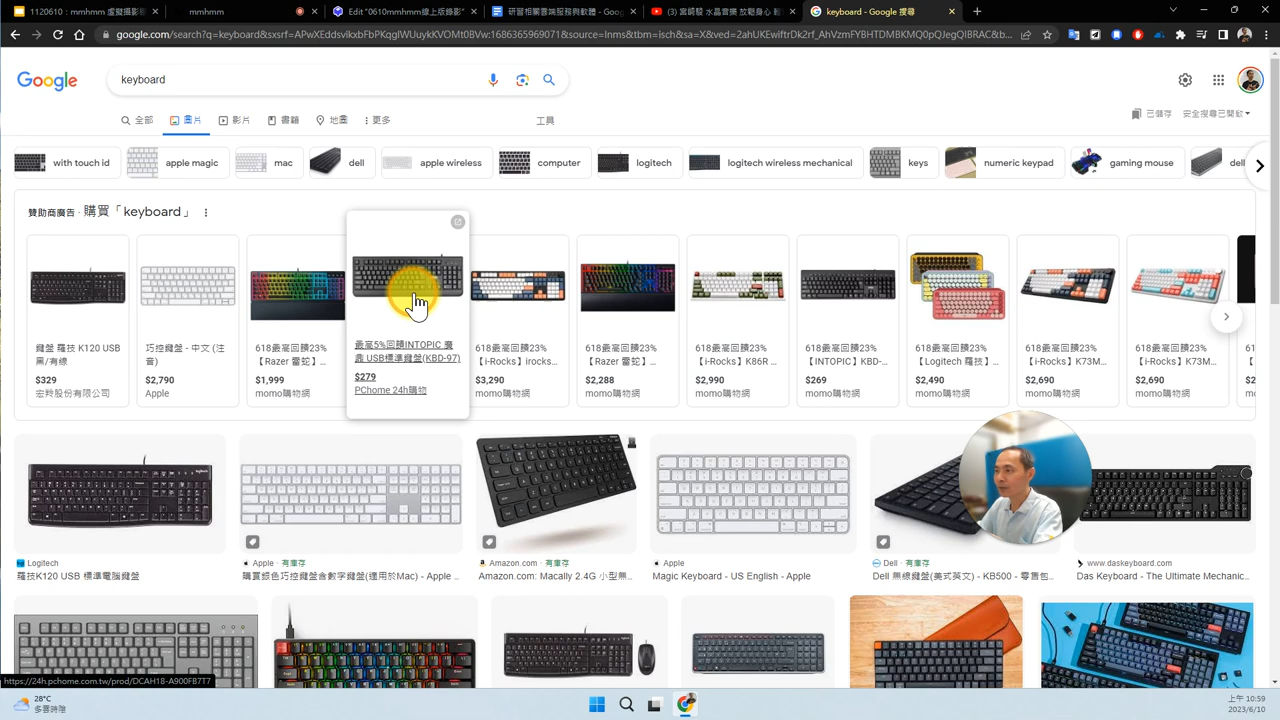 1120610 : mmhmm 虛擬攝影
mmhmm
Edit "0610mmhmm線上版錄影"
研習相關雲端服務與軟體 - Goog
(3) 宮崎駿 水晶音樂 放鬆身心
keyboard - Google 搜尋
google.com/search?q=keyboard&sxsrf=APwXEddsvikxbFbPKqgIWUuykVOMt0BVw:1686365969071&source=lnms&tbm=isch&sa=X&ved=2ahUKEwiftrDk2rf_AhVzmFYBHTDMBKMQ0pQJegQIBRAC&b
Google
keyboard
全部
圖片
影片
書籍
地圖
更多
工具
已儲存
安全搜尋已開啟
with touch id
apple magic
mac
dell
apple wireless
computer
logitech
logitech wireless mechanical
keys
numeric keypad
gaming mouse
dell
贊助商廣告 · 購買「keyboard」
鍵盤 羅技 K120 USB
黑/有線
$329
宏羚股份有限公司
巧控鍵盤 - 中文 (注
音)
$2,790
Apple
618最高回饋23%
【Razer 雷蛇】...
$1,999
momo購物網
最高5%回饋INTOPIC 廣
鼎 USB標準鍵盤(KBD-97)
$279
PChome 24h購物
618最高回饋23%
【i-Rocks】irocks...
$3,290
momo購物網
618最高回饋23%
【Razer 雷蛇】...
$2,288
momo購物網
618最高回饋23%
【i-Rocks】K86R ...
$2,990
momo購物網
618最高回饋23%
【INTOPIC】KBD-...
$269
momo購物網
618最高回饋23%
【Logitech 羅技】...
$2,490
momo購物網
618最高回饋23%
【i-Rocks】K73M...
$2,690
momo購物網
618最高回饋23%
【i-Rocks】K73M...
$2,690
momo購物網
Logitech
羅技K120 USB 標準電腦鍵盤
Apple · 有庫存
購買銀色巧控鍵盤含數字鍵盤(適用於Mac) - Apple ...
Amazon.com · 有庫存
Amazon.com: Macally 2.4G 小型無...
Apple
Magic Keyboard - US English - Apple
Dell · 有庫存
Dell 無線鍵盤(美式英文) - KB500 - 零售包...
www.daskeyboard.com
Das Keyboard - The Ultimate Mechanic...
https://24h.pchome.com.tw/prod/DCAH18-A900FB7T7
28°C
多雲時陰
上午 10:59
2023/6/10